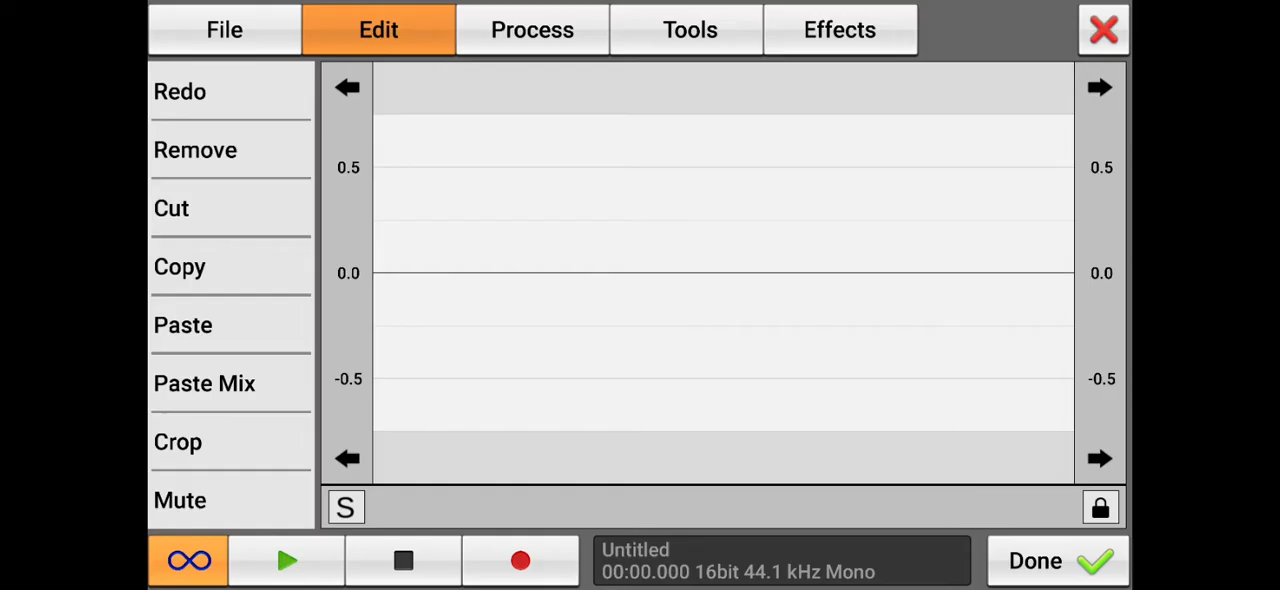 File
Edit
Process
Tools
Effects
Redo
Remove
Cut
Copy
Paste
Paste Mix
Crop
Mute
0.5
0.0
-0.5
0.5
0.0
-0.5
S
Untitled
00:00.000 16bit 44.1 kHz Mono
Done